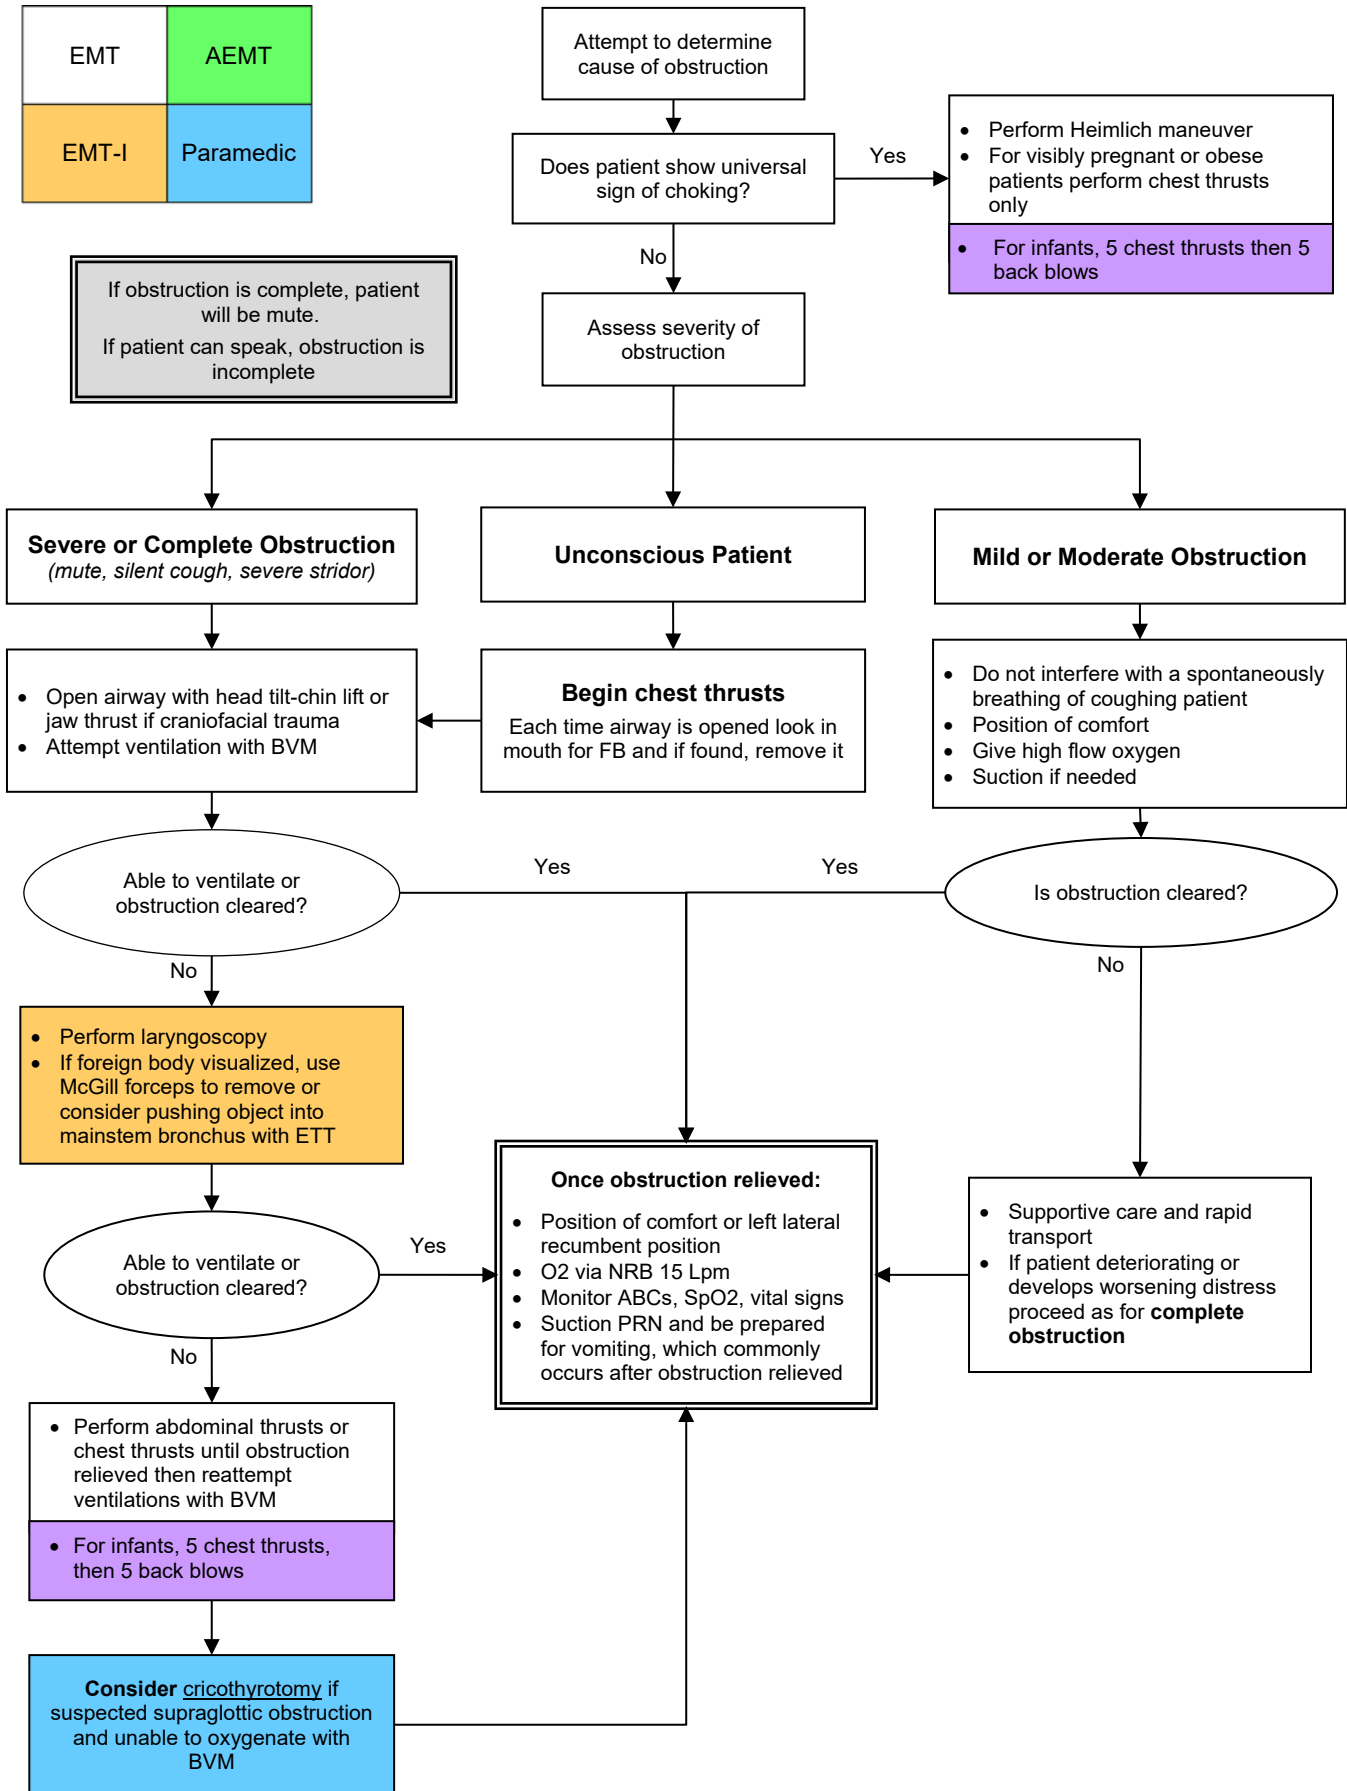 EMT
AEMT
EMT-I
Paramedic
Attempt to determine
cause of obstruction
Does patient show universal
sign of choking?
Yes
• Perform Heimlich maneuver
• For visibly pregnant or obese
patients perform chest thrusts
only
• For infants, 5 chest thrusts then 5
back blows
No
If obstruction is complete, patient
will be mute.
If patient can speak, obstruction is
incomplete
Assess severity of
obstruction
Severe or Complete Obstruction
(mute, silent cough, severe stridor)
Unconscious Patient
Mild or Moderate Obstruction
• Open airway with head tilt-chin lift or
jaw thrust if craniofacial trauma
• Attempt ventilation with BVM
Begin chest thrusts
Each time airway is opened look in
mouth for FB and if found, remove it
• Do not interfere with a spontaneously
breathing of coughing patient
• Position of comfort
• Give high flow oxygen
• Suction if needed
Able to ventilate or
obstruction cleared?
Yes
Yes
Is obstruction cleared?
No
No
• Perform laryngoscopy
• If foreign body visualized, use
McGill forceps to remove or
consider pushing object into
mainstem bronchus with ETT
Able to ventilate or
obstruction cleared?
Yes
Once obstruction relieved:
• Position of comfort or left lateral
recumbent position
• O2 via NRB 15 Lpm
• Monitor ABCs, SpO2, vital signs
• Suction PRN and be prepared
for vomiting, which commonly
occurs after obstruction relieved
• Supportive care and rapid
transport
• If patient deteriorating or
develops worsening distress
proceed as for complete
obstruction
No
• Perform abdominal thrusts or
chest thrusts until obstruction
relieved then reattempt
ventilations with BVM
• For infants, 5 chest thrusts,
then 5 back blows
Consider cricothyrotomy if
suspected supraglottic obstruction
and unable to oxygenate with
BVM